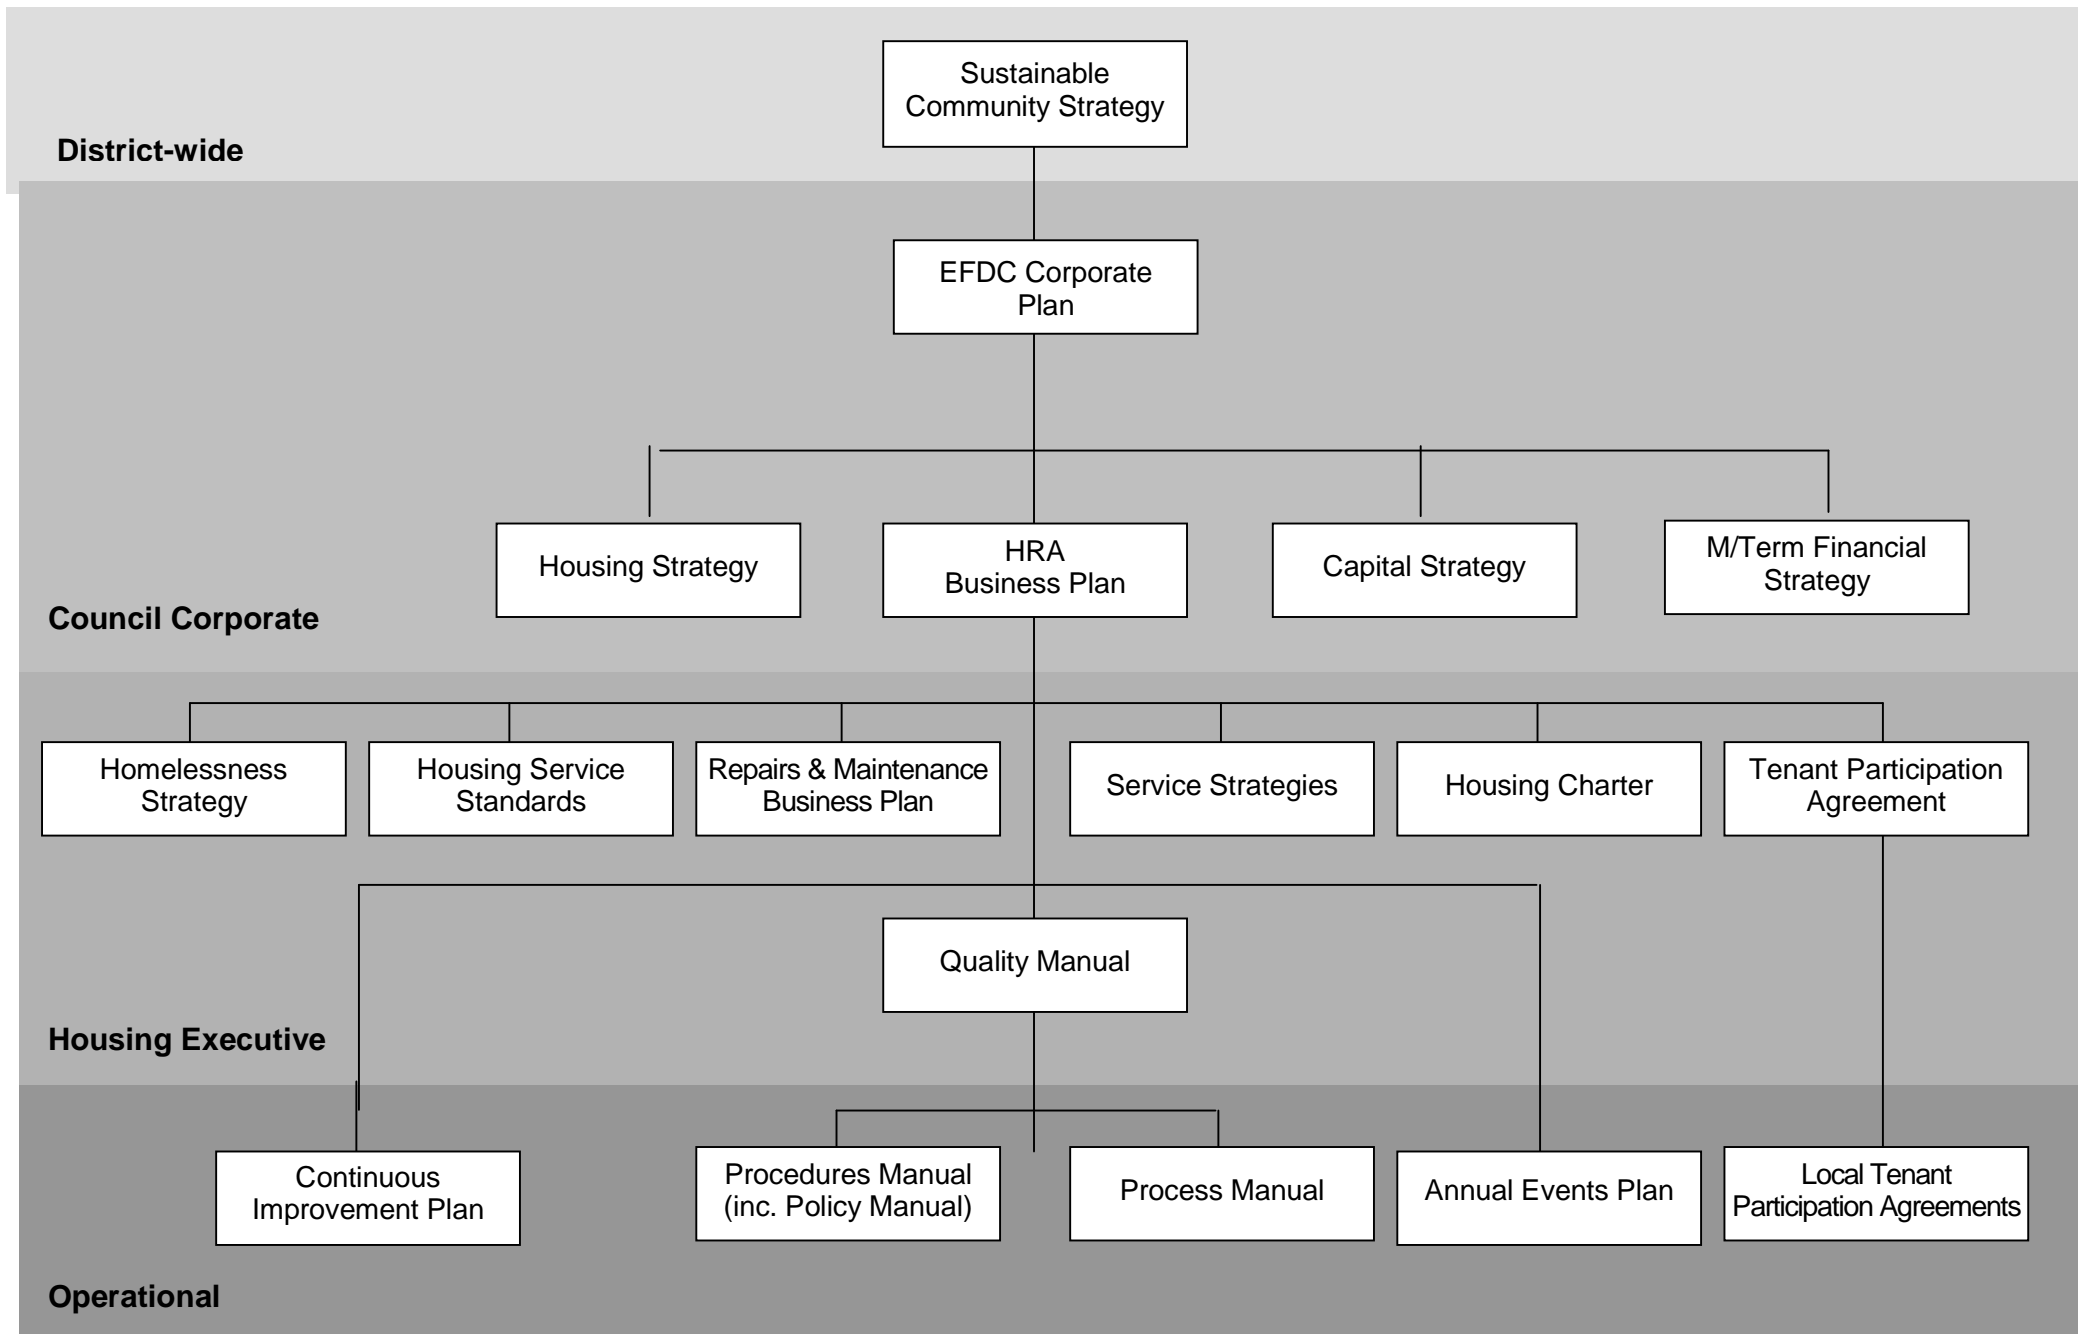 Sustainable
Community Strategy
District-wide
EFDC Corporate
Plan
Housing Strategy
HRA
Business Plan
Capital Strategy
M/Term Financial
Strategy
Council Corporate
Homelessness
Strategy
Housing Service
Standards
Repairs & Maintenance
Business Plan
Service Strategies
Housing Charter
Tenant Participation
Agreement
Quality Manual
Housing Executive
Continuous
Improvement Plan
Procedures Manual
(inc. Policy Manual)
Process Manual
Annual Events Plan
Local Tenant
Participation Agreements
Operational